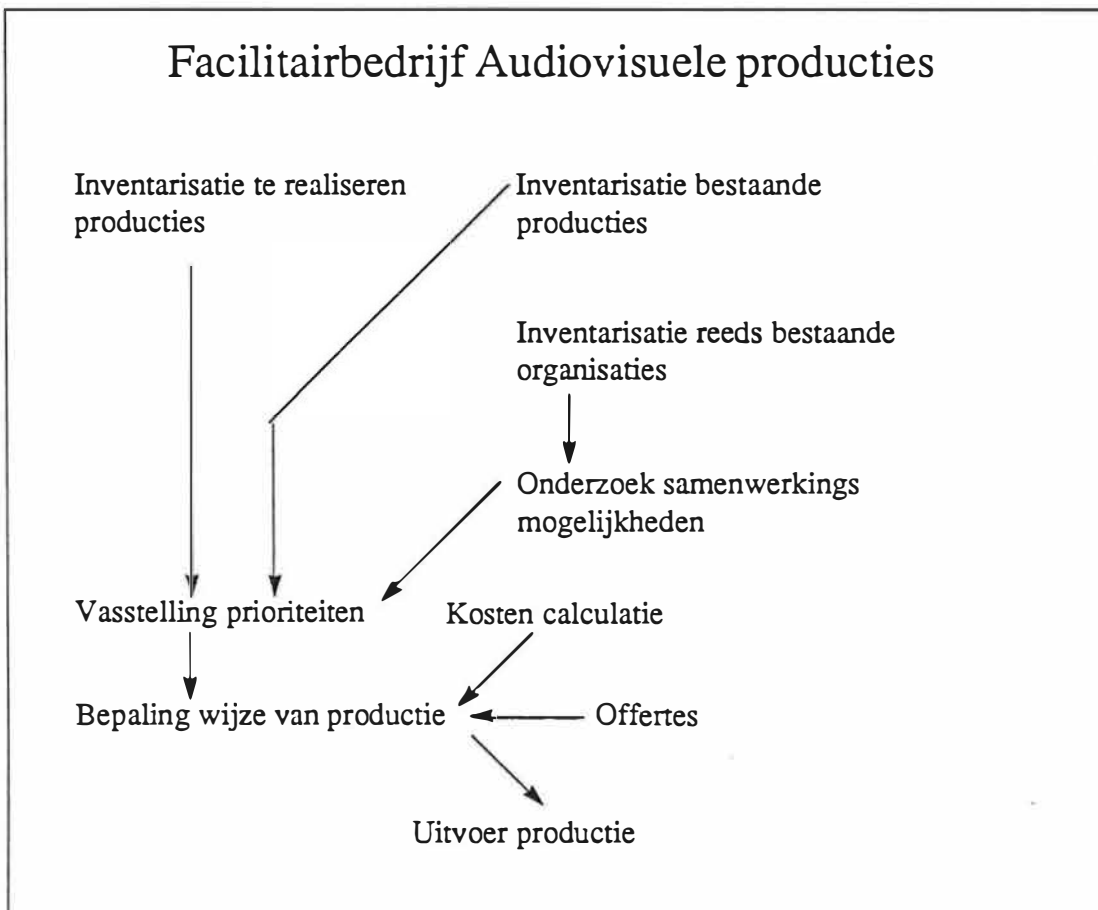 Facilitairbedrijf Audiovisuele producties
Inventarisatie te realiseren
producties
Inventarisatie bestaande
producties
Inventarisatie reeds bestaande
organisaties
Onderzoek samenwerkings
mogelijkheden
Vasstelling prioriteiten
Kosten calculatie
Bepaling wijze van productie
Offertes
Uitvoer productie